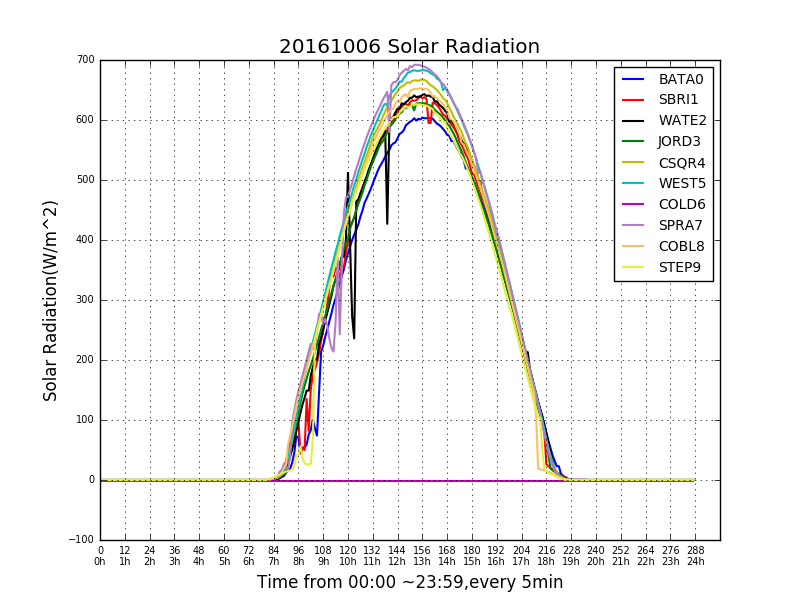 20161006 Solar Radiation
700
600
500
400
300
200
100
0
−100
Solar Radiation(W/m^2)
BATA0
SBRI1
WATE2
JORD3
CSQR4
WEST5
COLD6
SPRA7
COBL8
STEP9
0 12 24 36 48 60 72 84 96 108 120 132 144 156 168 180 192 204 216 228 240 252 264 276 288
0h 1h 2h 3h 4h 5h 6h 7h 8h 9h 10h 11h 12h 13h 14h 15h 16h 17h 18h 19h 20h 21h 22h 23h 24h
Time from 00:00 ~23:59,every 5min